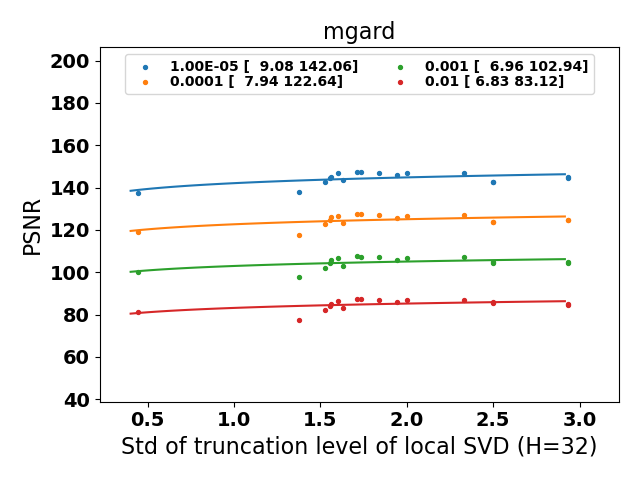 mgard
1.00E-05 [  9.08 142.06]
0.0001 [  7.94 122.64]
0.001 [  6.96 102.94]
0.01 [ 6.83 83.12]
200
180
160
140
120
100
80
60
40
PSNR
0.5 1.0 1.5 2.0 2.5 3.0
Std of truncation level of local SVD (H=32)